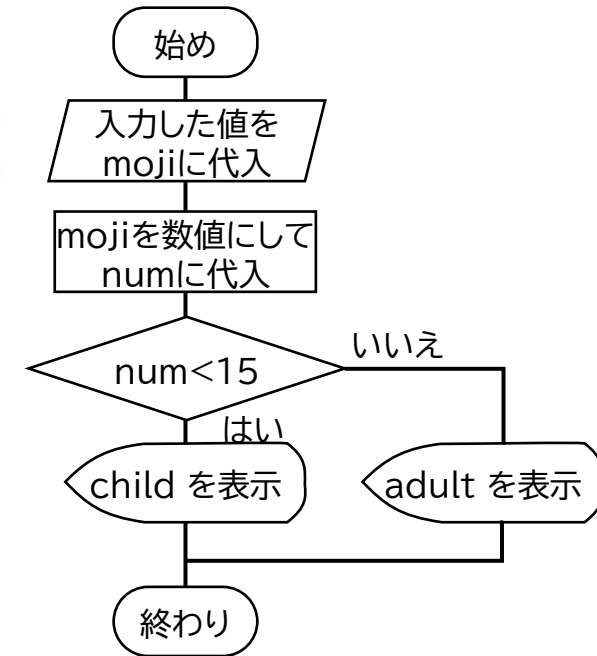 始め
入力した値を
mojiに代入
mojiを数値にして
numに代入
num<15
いいえ
はい
child を表示
adult を表示
終わり